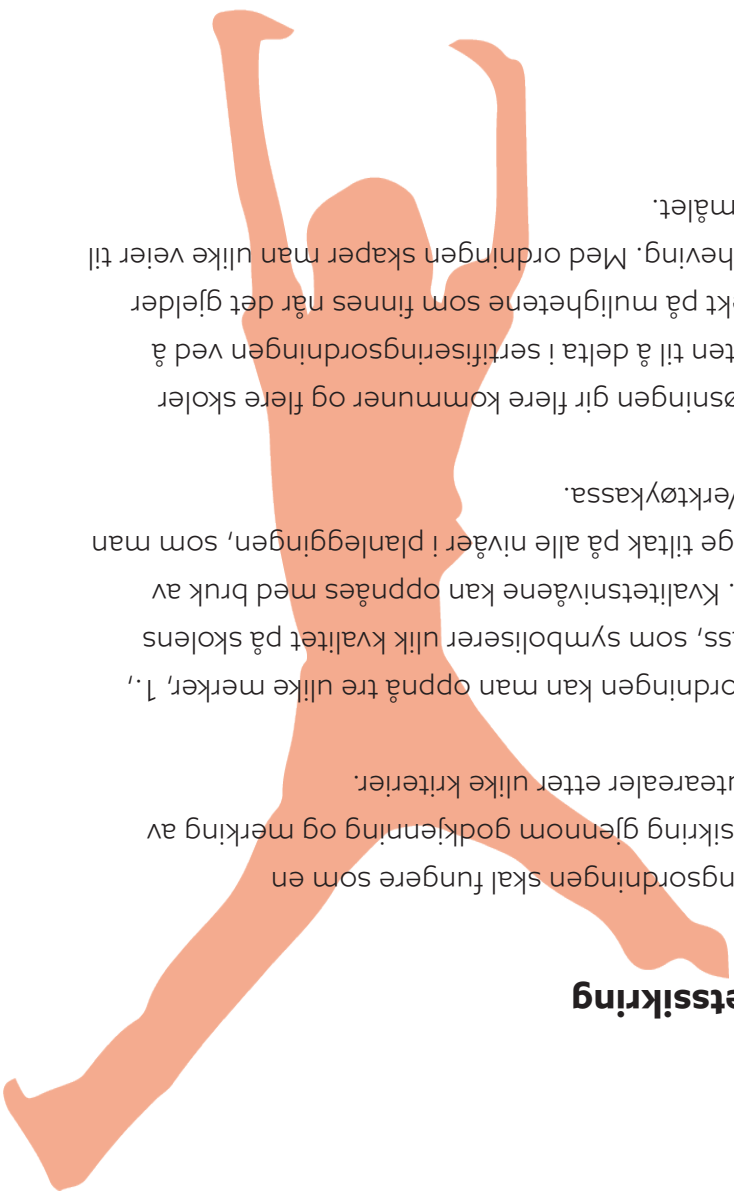 etssikring
ngsordningen skal fungere som en
sikring gjennom godkjenning og merking av
utearealer etter ulike kriterier.
ordningen kan man oppnå tre ulike merker, 1.,
ss, som symboliserer ulik kvalitet på skolens
. Kvalitetsnivåene kan oppnåes med bruk av
ge tiltak på alle nivåer i planleggingen, som man
Verktøykassa.
øsningen gir flere kommuner og flere skoler
ten til å delta i sertifiseringsordningen ved å
ekt på mulighetene som finnes når det gjelder
heving. Med ordningen skaper man ulike veier til
målet.